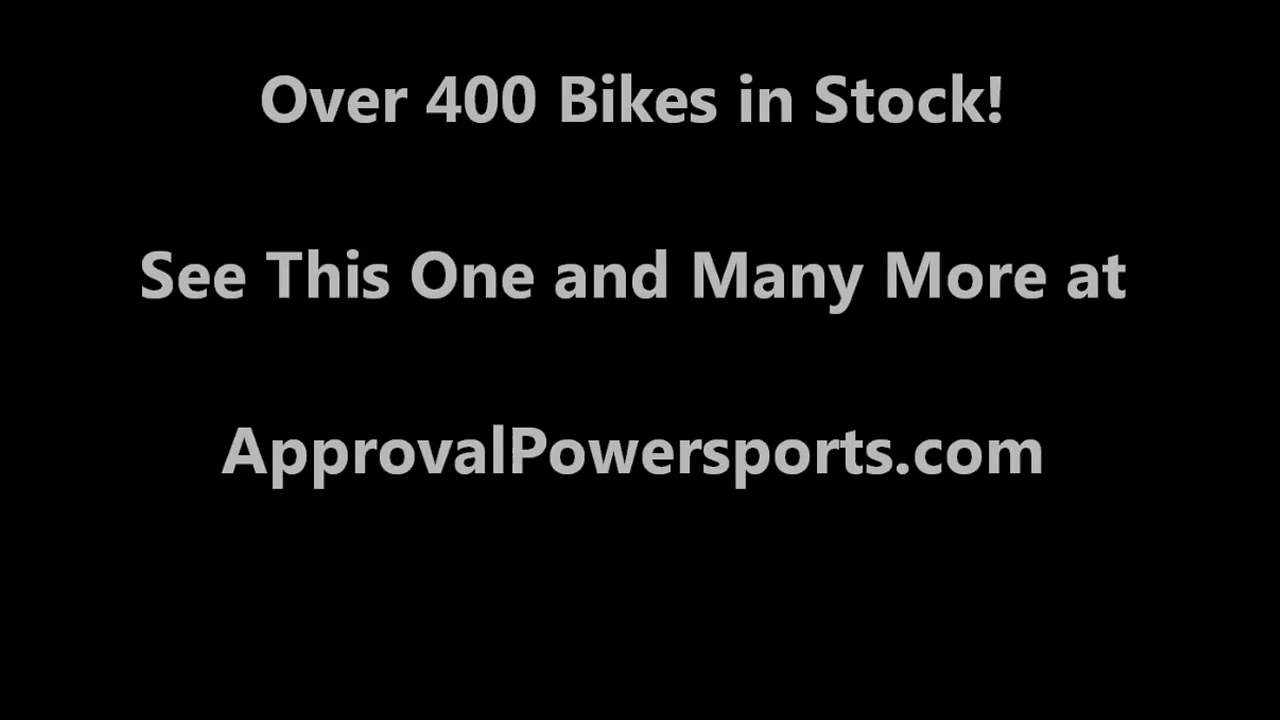 Over 400 Bikes in Stock!
See This One and Many More at
ApprovalPowersports.com